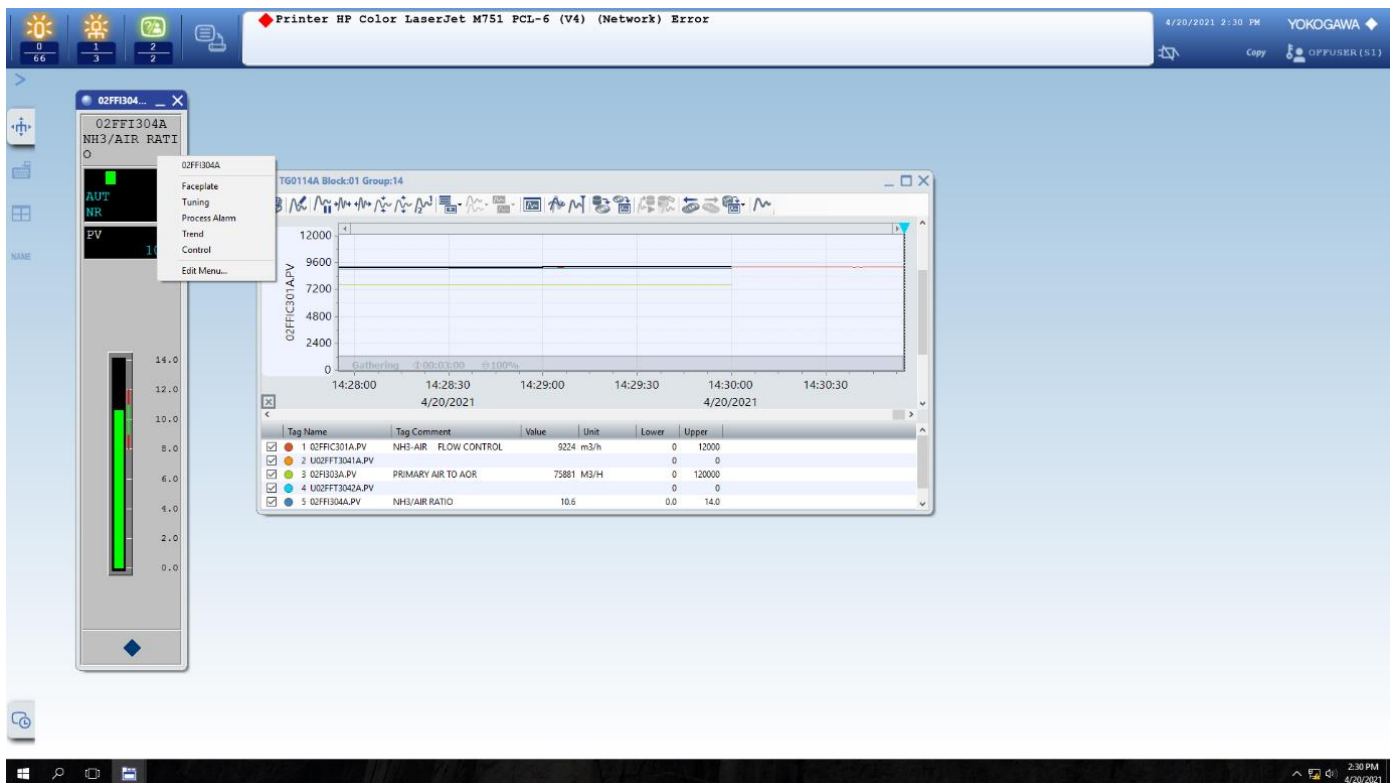 Printer HP Color LaserJet M751 PCL-6 (V4) (Network) Error
4/20/2021 2:30 PM
YOKOGAWA
0
66
1
3
2
2
Copy
OFFUSER(S1)
02FFI304...
02FFI304A
NH3/AIR RATI
O
AUT
NR
PV
10
14.0
12.0
10.0
8.0
6.0
4.0
2.0
0.0
NAME
02FFI304A
Faceplate
Tuning
Process Alarm
Trend
Control
Edit Menu...
TG0114A Block:01 Group:14
02FFIC301A.PV
12000
9600
7200
4800
2400
0
Gathering 00:03:00 100%
14:28:00 14:28:30 14:29:00 14:29:30 14:30:00 14:30:30
4/20/2021 4/20/2021
Tag Name Tag Comment Value Unit Lower Upper
1 02FFIC301A.PV NH3-AIR FLOW CONTROL 9224 m3/h 0 12000
2 U02FFT3041A.PV 0 0
3 02FI303A.PV PRIMARY AIR TO AOR 75881 M3/H 0 120000
4 U02FFT3042A.PV 0 0
5 02FFI304A.PV NH3/AIR RATIO 10.6 0.0 14.0
2:30 PM
4/20/2021